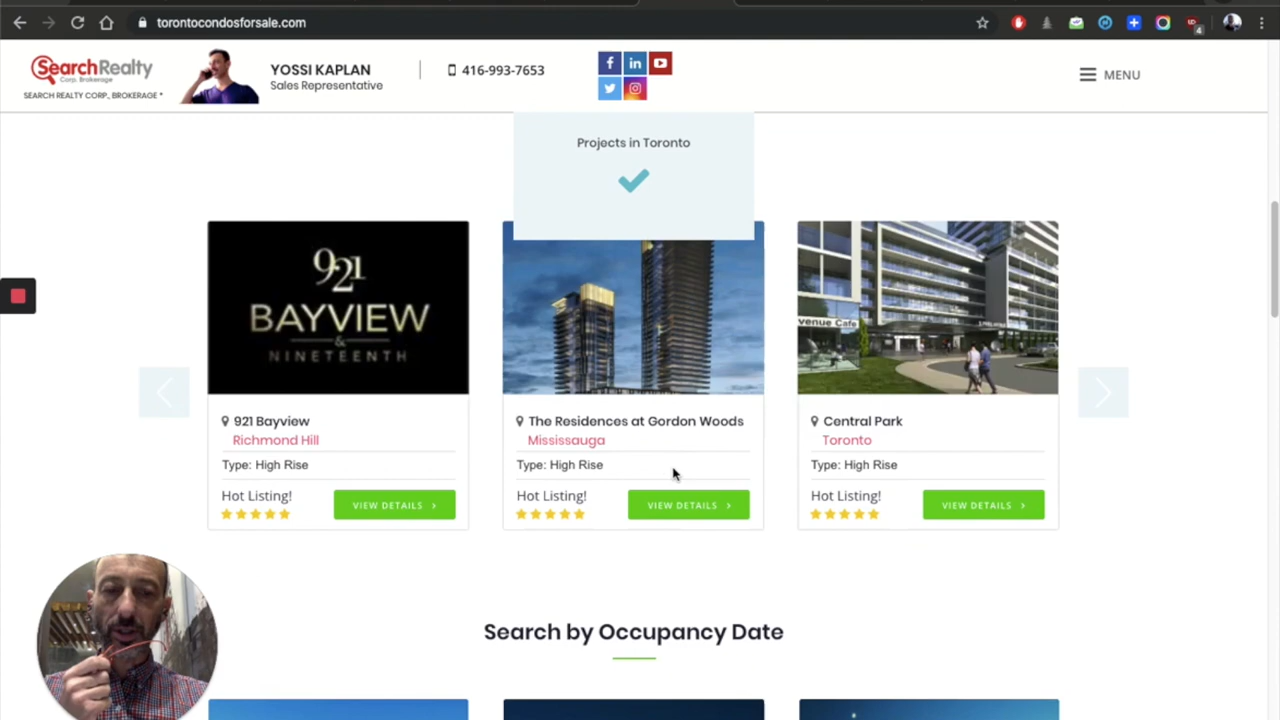 torontocondosforsale.com
4
SearchRealty
Corp. Brokerage
SEARCH REALTY CORP., BROKERAGE *
YOSSI KAPLAN
Sales Representative
416-993-7653
MENU
Projects in Toronto
921
BAYVIEW
&
NINETEENTH
venue Cafe
921 Bayview
Richmond Hill
Type: High Rise
Hot Listing!
VIEW DETAILS >
The Residences at Gordon Woods
Mississauga
Type: High Rise
Hot Listing!
VIEW DETAILS >
Central Park
Toronto
Type: High Rise
Hot Listing!
VIEW DETAILS >
Search by Occupancy Date